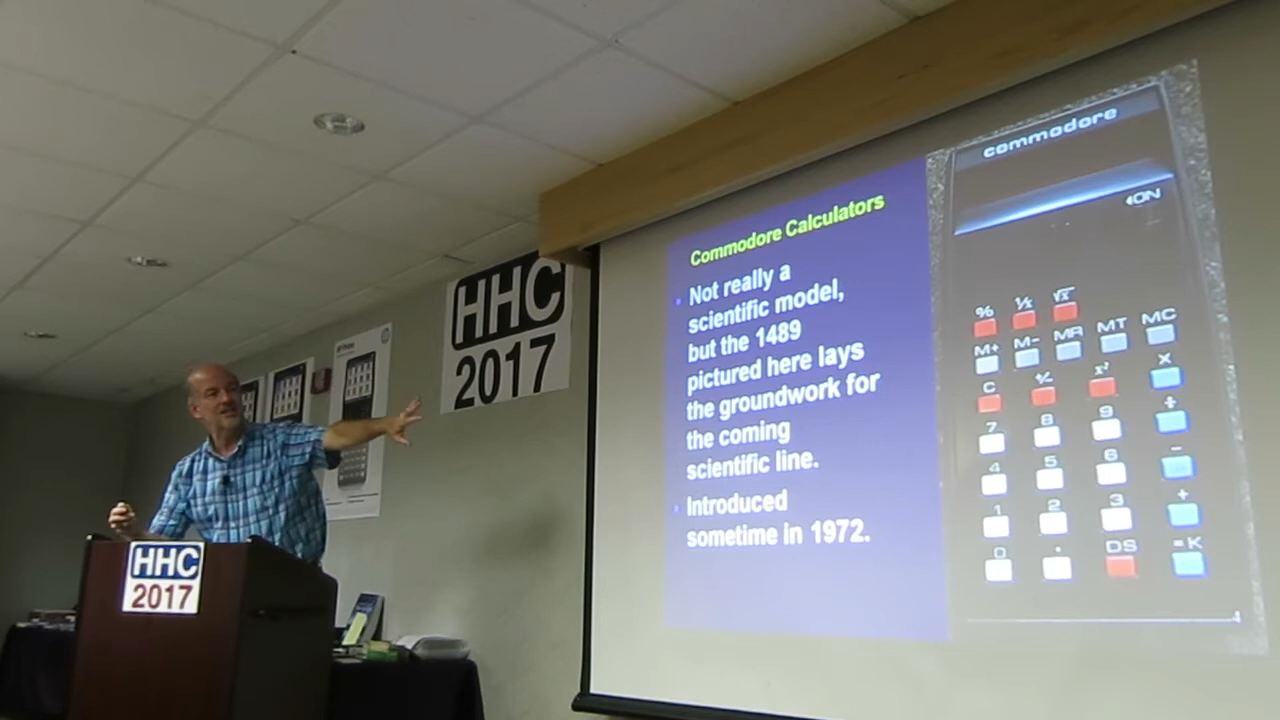 HHC
2017
HHC
2017
Commodore Calculators
Not really a
scientific model,
but the 1489
pictured here lays
the groundwork for
the coming
scientific line.
Introduced
sometime in 1972.
commodore
ON
% 1/x √x
M+ M- MR MT MC
C +/- x² X
7 8 9 ÷
4 5 6 -
1 2 3 +
0 . DS =K